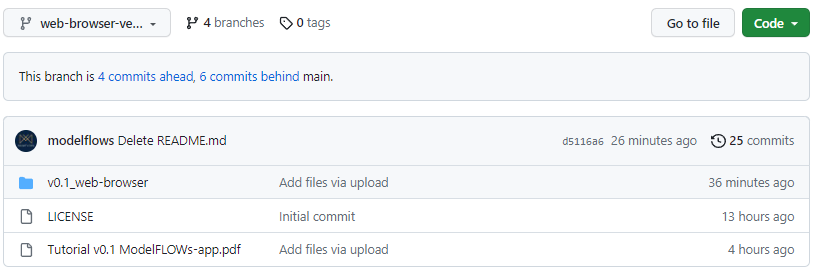 web-browser-ve... 4 branches 0 tags Go to file Code
This branch is 4 commits ahead, 6 commits behind main.
modelflows Delete README.md d5116a6 26 minutes ago 25 commits
v0.1_web-browser Add files via upload 36 minutes ago
LICENSE Initial commit 13 hours ago
Tutorial v0.1 ModelFLOWs-app.pdf Add files via upload 4 hours ago